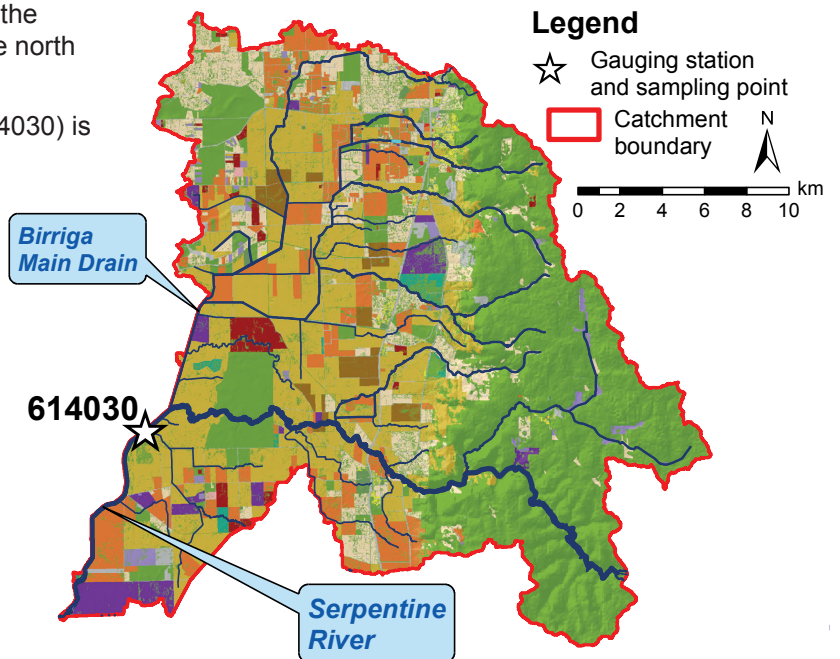 the
e north
4030) is
Legend
Gauging station
and sampling point
Catchment
boundary
N
km
0 2 4 6 8 10
Birriga
Main Drain
614030
Serpentine
River